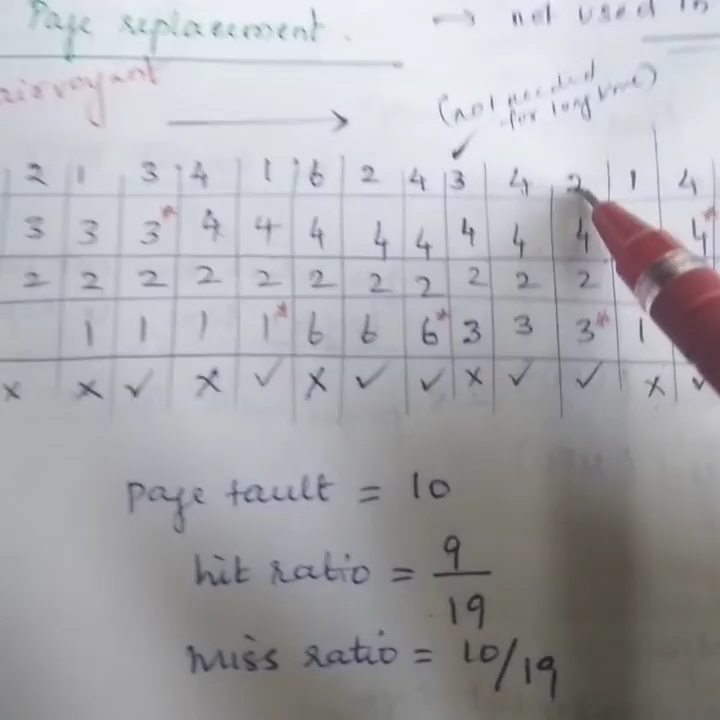 Page replacement.
→ not used in
airvoyant
(not needed
for long time)
2 1 3 4 1 6 2 4 3 4 2 1 4
3 3 3* 4 4 4 4 4 4 4 4 4*
2 2 2 2 2 2 2 2 2 2 2
1 1 1 1* 6 6 6* 3 3 3* 1
x x ✓ x ✓ x ✓ ✓ x ✓ ✓ x ✓
Page fault = 10
hit ratio = 9/19
miss ratio = 10/19